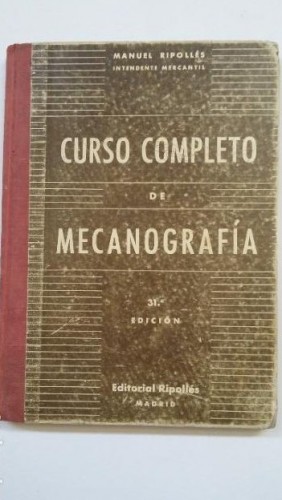 MANUEL RIPOLLÉS
INTENDENTE MERCANTIL
CURSO COMPLETO
DE
MECANOGRAFÍA
31.ª
EDICIÓN
Editorial Ripollés
MADRID